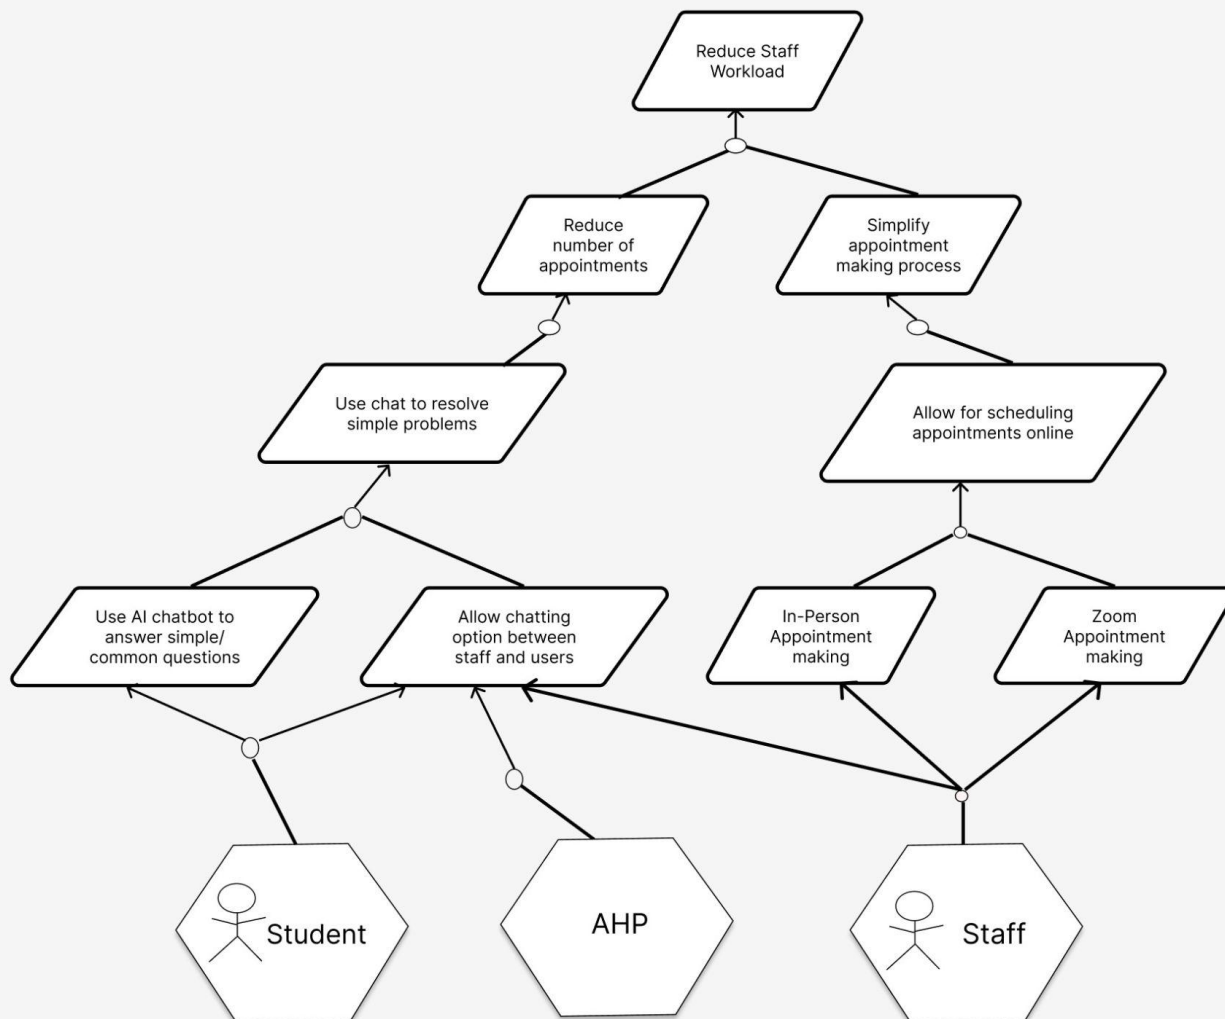 Reduce Staff
Workload
Reduce
number of
appointments
Simplify
appointment
making process
Use chat to resolve
simple problems
Allow for scheduling
appointments online
Use AI chatbot to
answer simple/
common questions
Allow chatting
option between
staff and users
In-Person
Appointment
making
Zoom
Appointment
making
Student
AHP
Staff